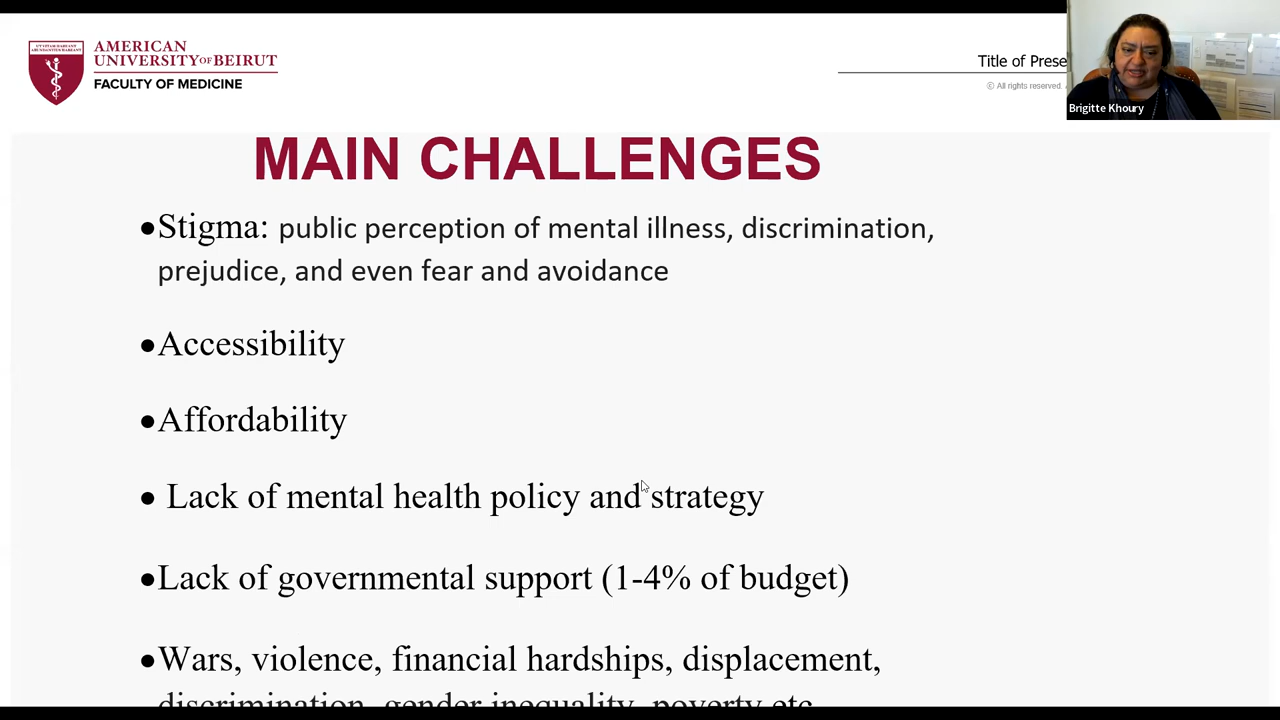 AMERICAN
UNIVERSITY OF BEIRUT
FACULTY OF MEDICINE
Title of Prese
© All rights reserved.
Brigitte Khoury
MAIN CHALLENGES
•Stigma: public perception of mental illness, discrimination,
prejudice, and even fear and avoidance
•Accessibility
•Affordability
• Lack of mental health policy and strategy
•Lack of governmental support (1-4% of budget)
•Wars, violence, financial hardships, displacement,
discrimination, gender inequality, poverty etc